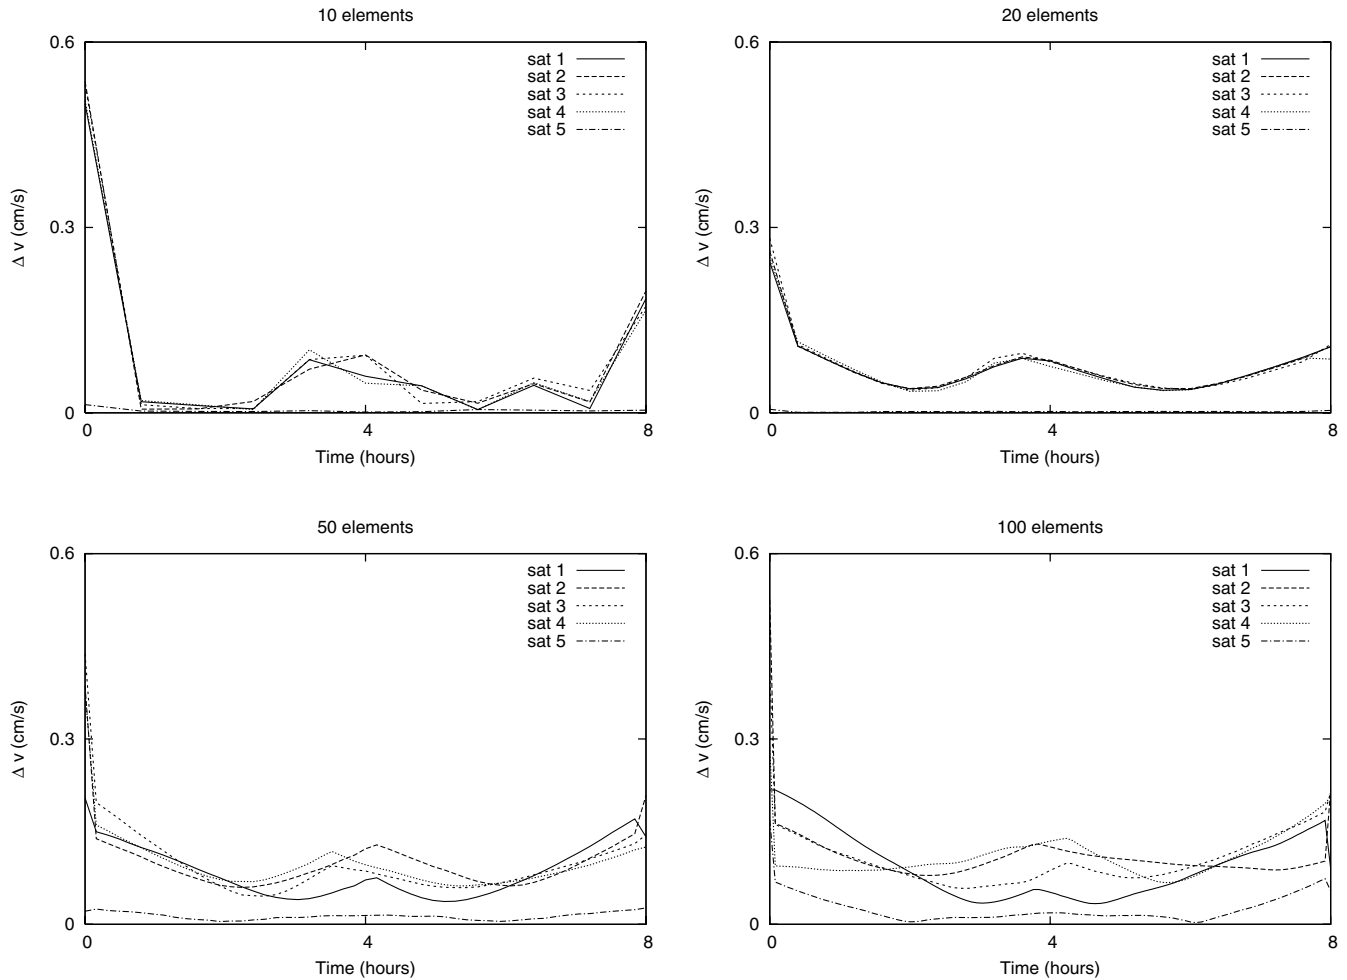 10 elements
0.6
0.3
0
Δ v (cm/s)
sat 1
sat 2
sat 3
sat 4
sat 5
0
4
8
Time (hours)
20 elements
0.6
0.3
0
Δ v (cm/s)
sat 1
sat 2
sat 3
sat 4
sat 5
0
4
8
Time (hours)
50 elements
0.6
0.3
0
Δ v (cm/s)
sat 1
sat 2
sat 3
sat 4
sat 5
0
4
8
Time (hours)
100 elements
0.6
0.3
0
Δ v (cm/s)
sat 1
sat 2
sat 3
sat 4
sat 5
0
4
8
Time (hours)